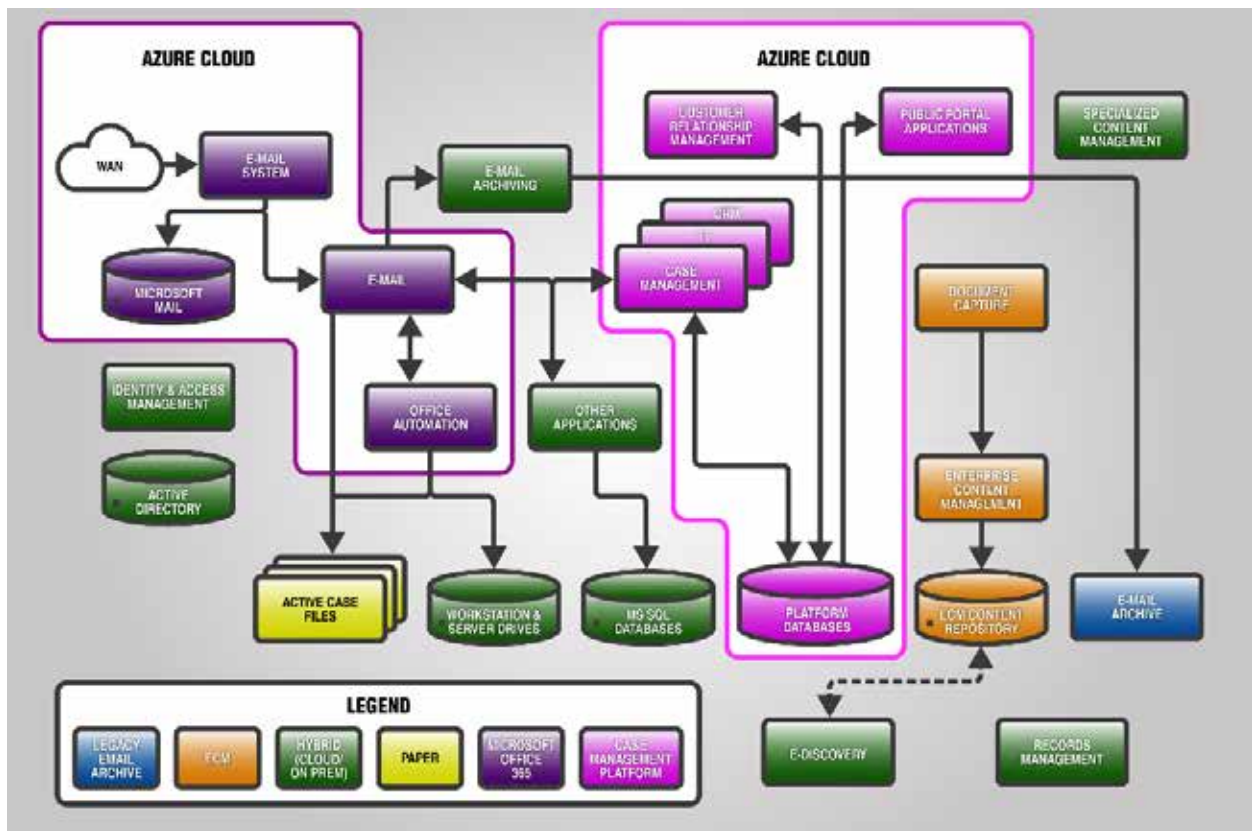 AZURE CLOUD
AZURE CLOUD
CUSTOMER
RELATIONSHIP
MANAGEMENT
PUBLIC PORTAL
APPLICATIONS
SPECIALIZED
CONTENT
MANAGEMENT
WAN
E-MAIL
SYSTEM
E-MAIL
ARCHIVING
CRM
MICROSOFT
MAIL
E-MAIL
CASE
MANAGEMENT
DOCUMENT
CAPTURE
IDENTITY & ACCESS
MANAGEMENT
OFFICE
AUTOMATION
OTHER
APPLICATIONS
ACTIVE
DIRECTORY
ENTERPRISE
CONTENT
MANAGEMENT
ACTIVE CASE
FILES
WORKSTATION &
SERVER DRIVES
MS SQL
DATABASES
PLATFORM
DATABASES
ECM CONTENT
REPOSITORY
E-MAIL
ARCHIVE
LEGEND
LEGACY
EMAIL
ARCHIVE
ECM
HYBRID
(CLOUD/
ON PREM)
PAPER
MICROSOFT
OFFICE
365
CASE
MANAGEMENT
PLATFORM
E-DISCOVERY
RECORDS
MANAGEMENT